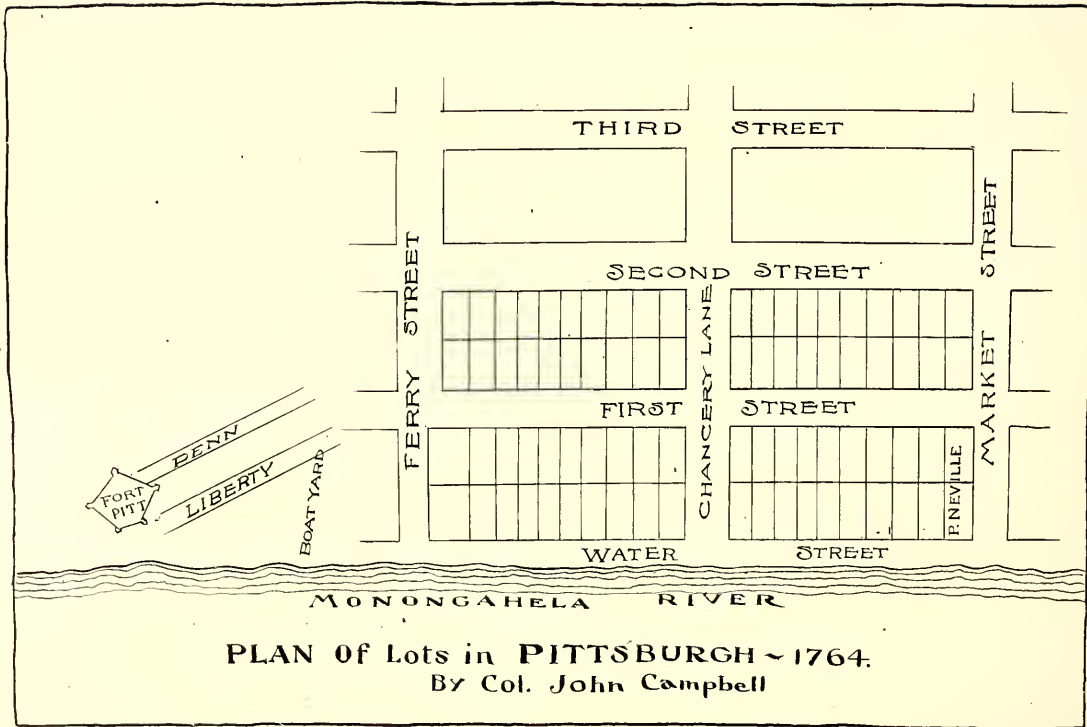 THIRD STREET
SECOND STREET
FIRST STREET
WATER STREET
FERRY STREET
CHANCERY LANE
MARKET STREET
PENN
LIBERTY
FORT
PITT
BOAT YARD
P. NEVILLE
MONONGAHELA RIVER
PLAN Of Lots in PITTSBURGH ~ 1764.
By Col. John Campbell